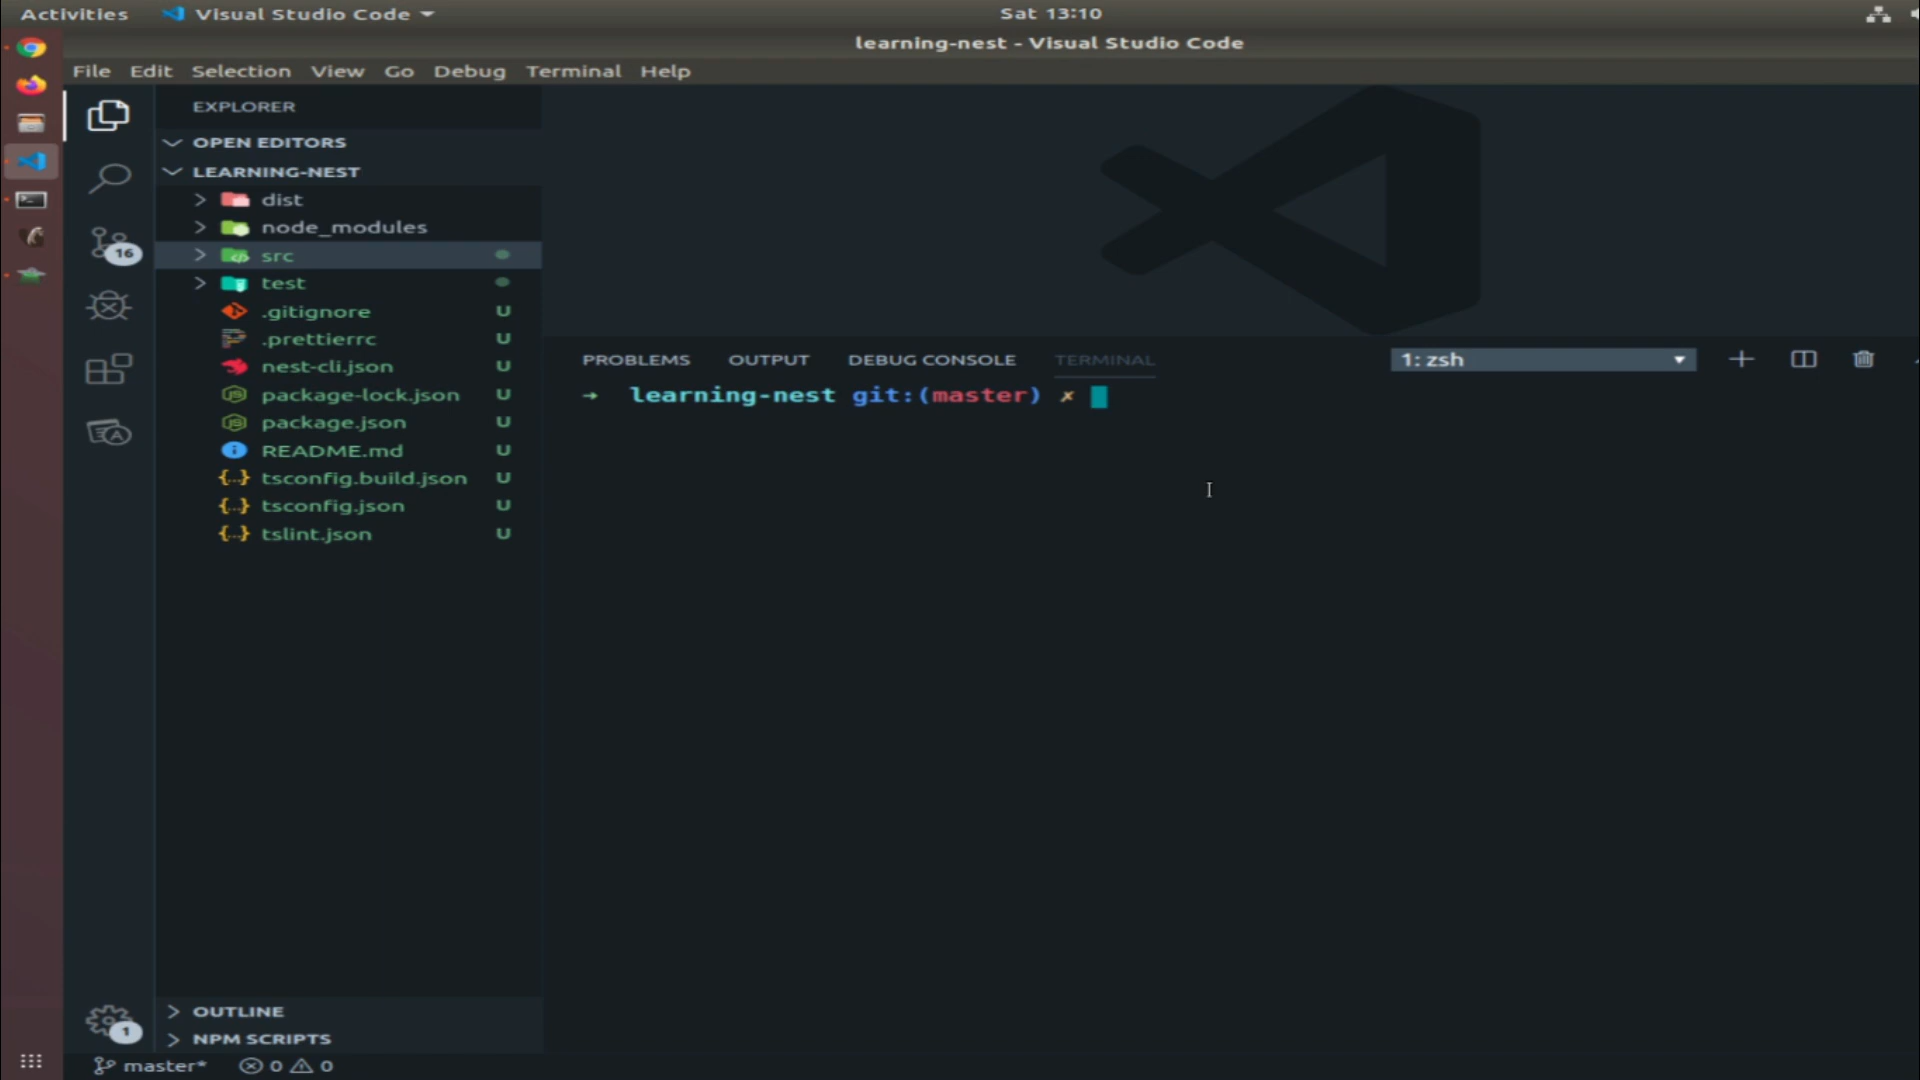 Activities Visual Studio Code Sat 13:10
learning-nest - Visual Studio Code
File Edit Selection View Go Debug Terminal Help
EXPLORER
OPEN EDITORS
LEARNING-NEST
dist
node_modules
src
test
.gitignore U
.prettierrc U
nest-cli.json U
package-lock.json U
package.json U
README.md U
tsconfig.build.json U
tsconfig.json U
tslint.json U
16
PROBLEMS OUTPUT DEBUG CONSOLE TERMINAL 1: zsh
→ learning-nest git:(master) ✗
OUTLINE
NPM SCRIPTS
1
master* 0 0